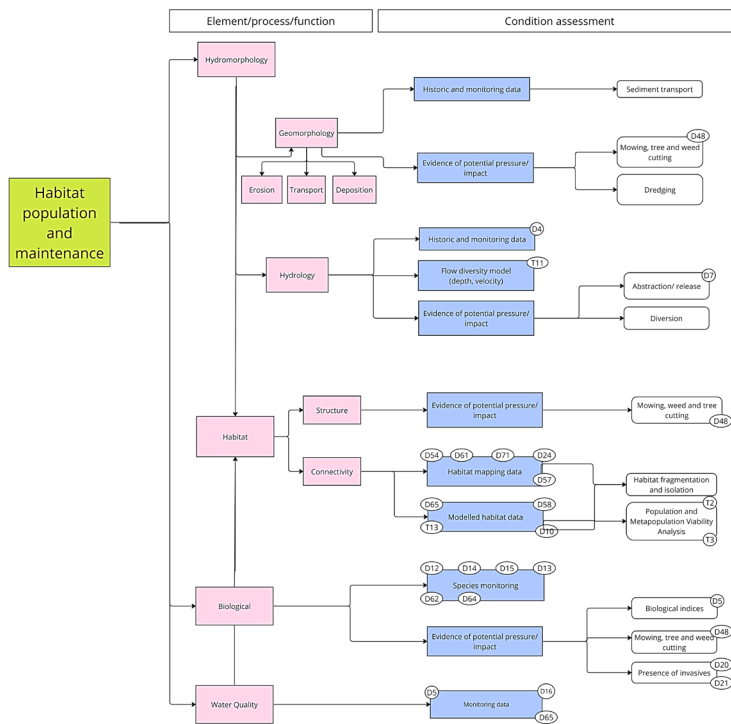 Element/process/function
Condition assessment
Hydromorphology
Historic and monitoring data
Sediment transport
Geomorphology
D48
Mowing, tree and weed
cutting
Evidence of potential pressure/
impact
Erosion
Transport
Deposition
Dredging
Habitat
population
and
maintenance
D4
Historic and monitoring data
T11
Flow diversity model
(depth, velocity)
Hydrology
D7
Abstraction/ release
Evidence of potential pressure/
impact
Diversion
Structure
Evidence of potential pressure/
impact
Mowing, weed and tree
cutting
D48
Habitat
D54
D61
D71
D24
Habitat mapping data
D57
Connectivity
Habitat fragmentation
and isolation
D65
D58
Modelled habitat data
T13
D10
T2
Population and
Metapopulation Viability
Analysis
T3
D12
D14
D15
D13
Species monitoring
D62
D64
Biological
D5
Biological indices
Evidence of potential pressure/
impact
D48
Mowing, tree and weed
cutting
D20
Presence of invasives
D21
Water Quality
D5
D16
Monitoring data
D65